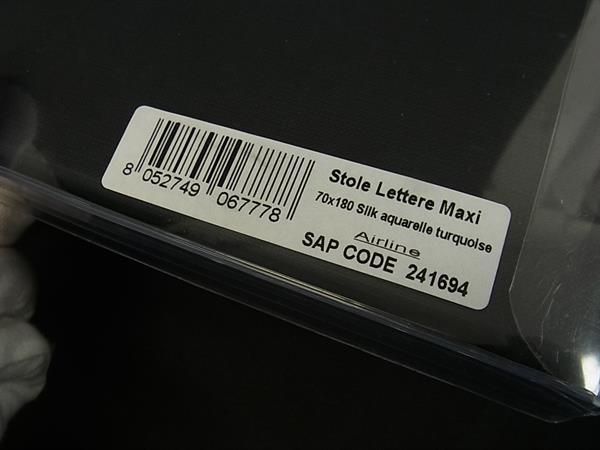 Stole Lettere Maxi
70x180 Silk aquarelle turquoise
Airline
SAP CODE 241694
8 052749 067778